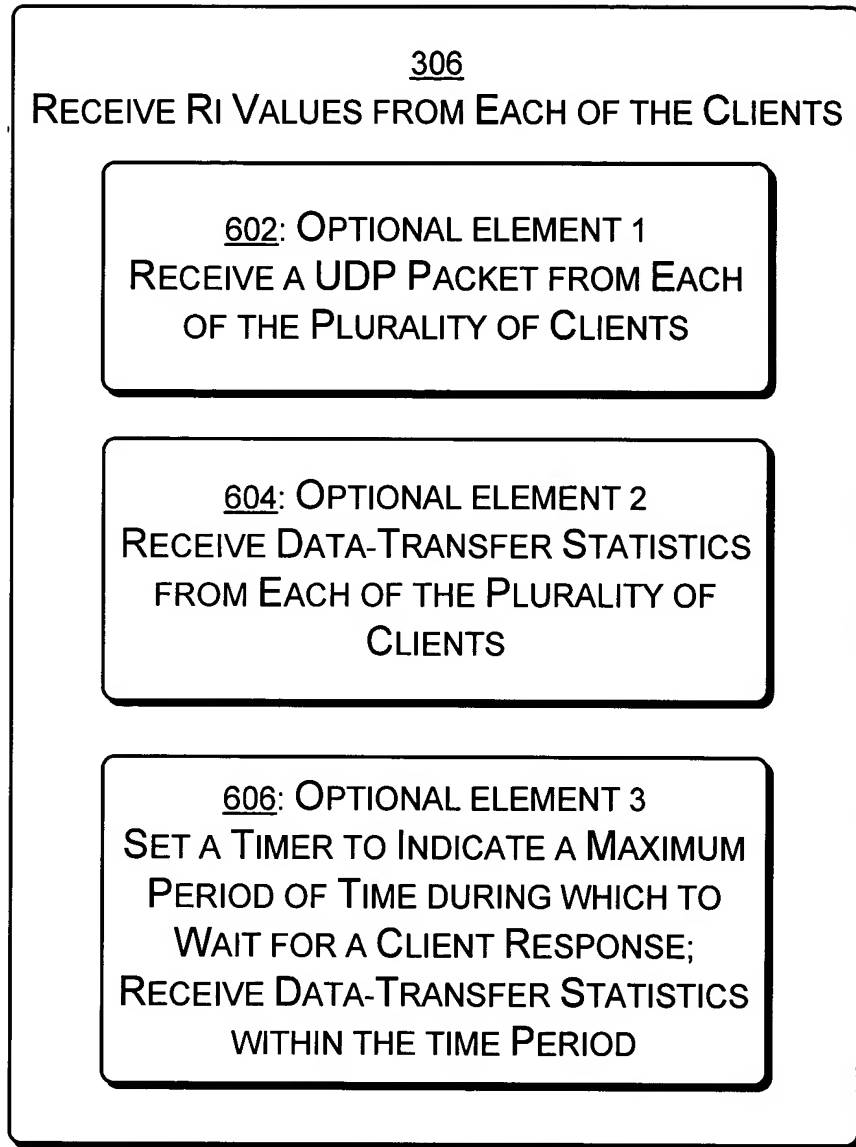 306
RECEIVE RI VALUES FROM EACH OF THE CLIENTS
602: OPTIONAL ELEMENT 1
RECEIVE A UDP PACKET FROM EACH
OF THE PLURALITY OF CLIENTS
604: OPTIONAL ELEMENT 2
RECEIVE DATA-TRANSFER STATISTICS
FROM EACH OF THE PLURALITY OF
CLIENTS
606: OPTIONAL ELEMENT 3
SET A TIMER TO INDICATE A MAXIMUM
PERIOD OF TIME DURING WHICH TO
WAIT FOR A CLIENT RESPONSE;
RECEIVE DATA-TRANSFER STATISTICS
WITHIN THE TIME PERIOD